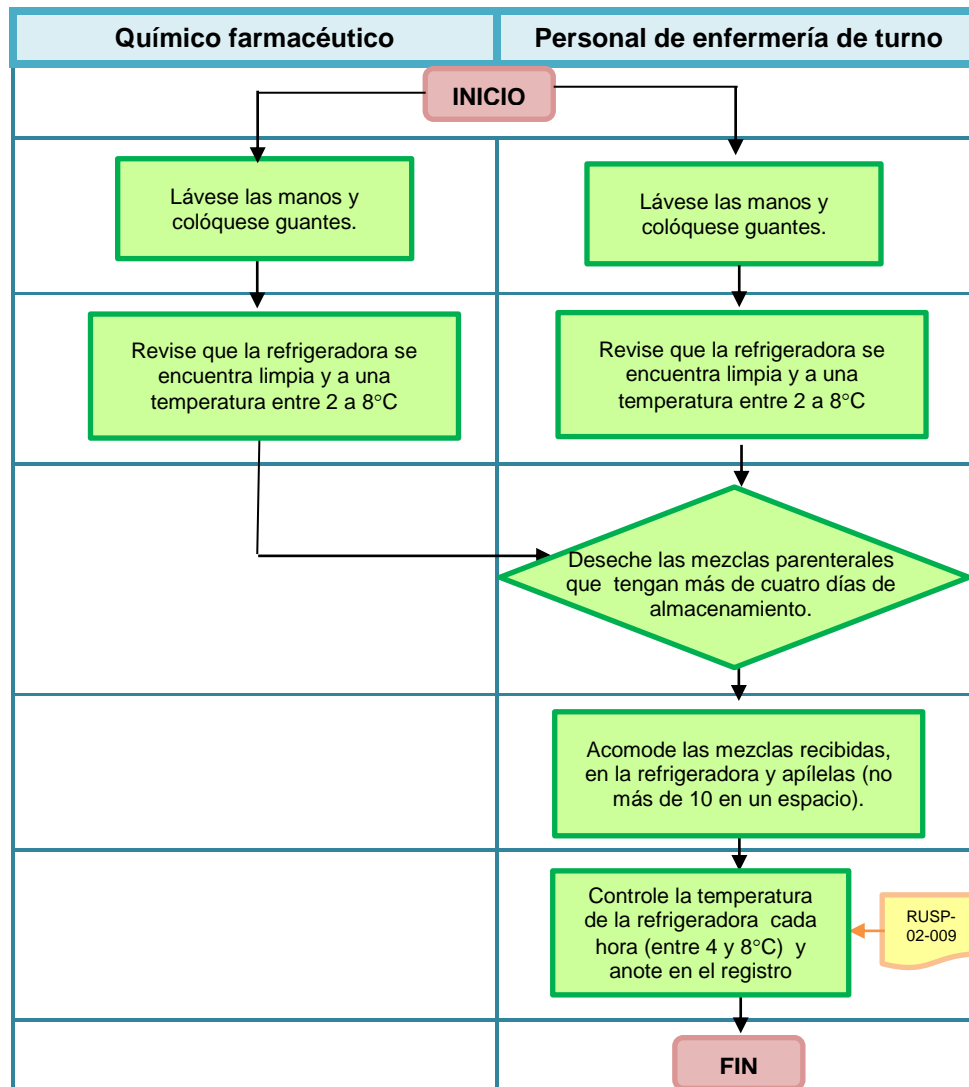 Químico farmacéutico
Personal de enfermería de turno
INICIO
Lávese las manos y
colóquese guantes.
Lávese las manos y
colóquese guantes.
Revise que la refrigeradora se
encuentra limpia y a una
temperatura entre 2 a 8°C
Revise que la refrigeradora se
encuentra limpia y a una
temperatura entre 2 a 8°C
Deseche las mezclas parenterales
que tengan más de cuatro días de
almacenamiento.
Acomode las mezclas recibidas,
en la refrigeradora y apílelas (no
más de 10 en un espacio).
Controle la temperatura
de la refrigeradora cada
hora (entre 4 y 8°C) y
anote en el registro
RUSP-
02-009
FIN